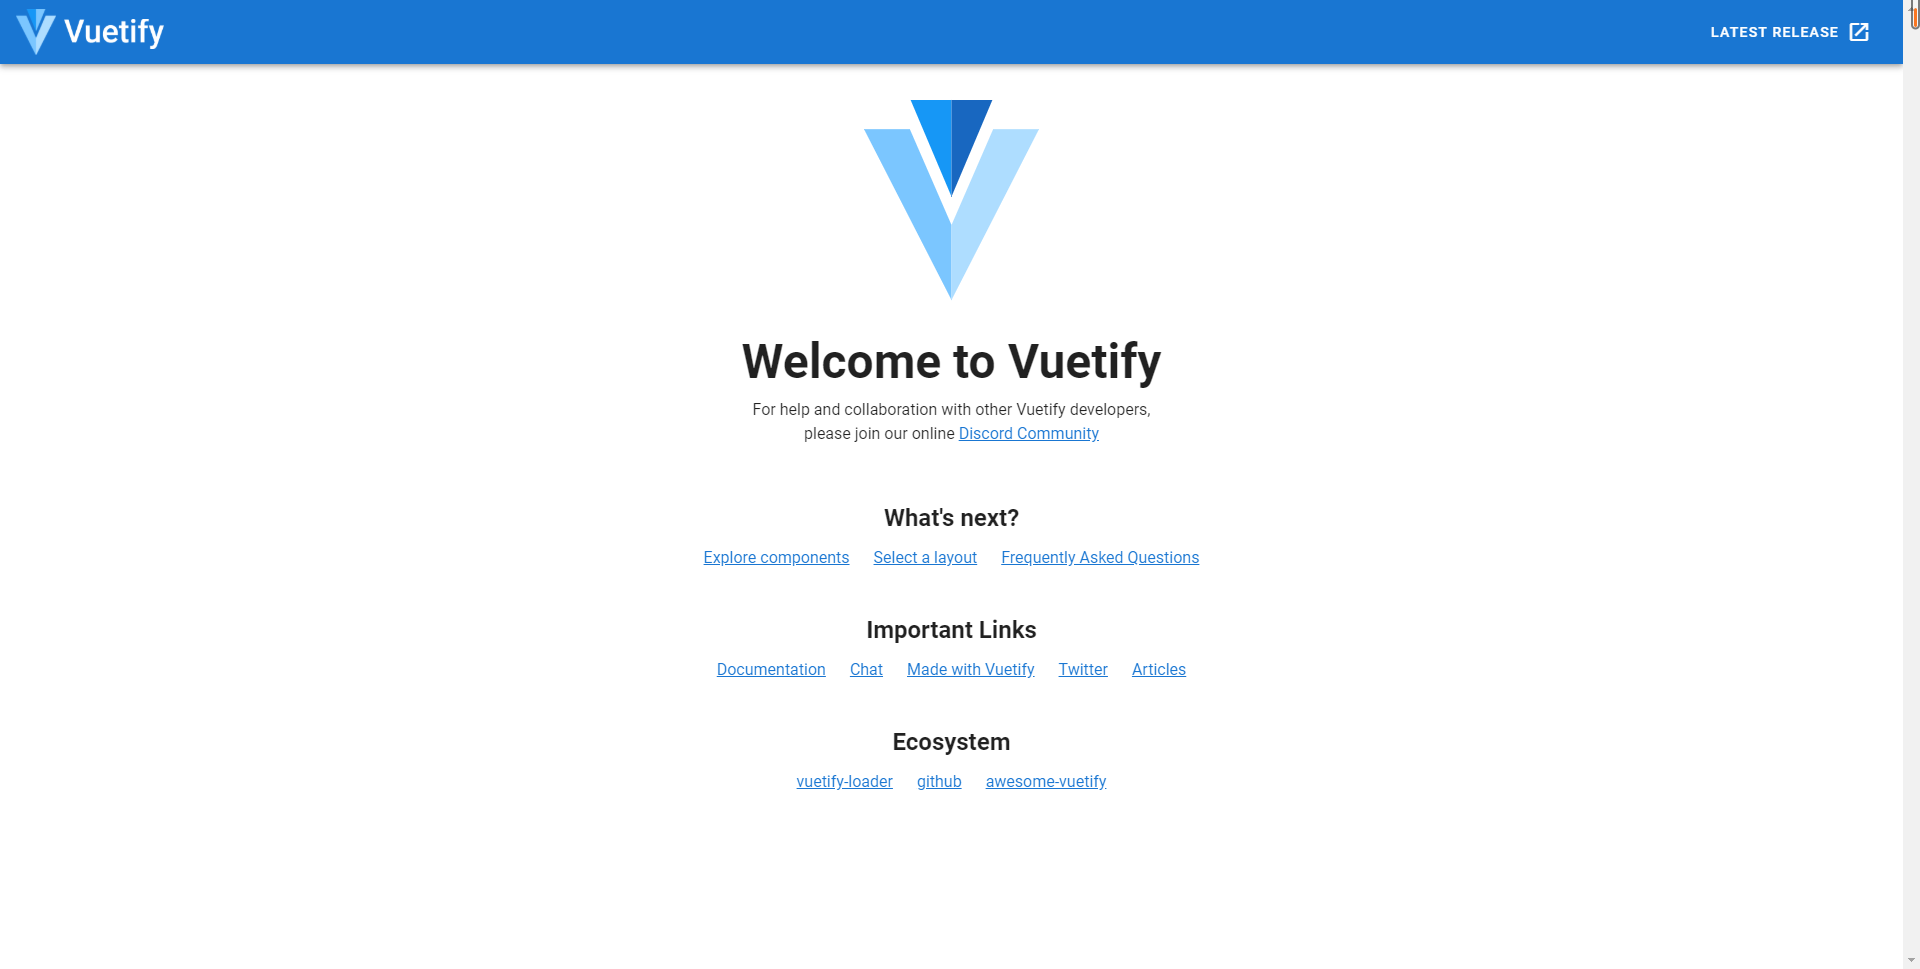 Vuetify
LATEST RELEASE
Welcome to Vuetify
For help and collaboration with other Vuetify developers,
please join our online Discord Community
What's next?
Explore components Select a layout Frequently Asked Questions
Important Links
Documentation Chat Made with Vuetify Twitter Articles
Ecosystem
vuetify-loader github awesome-vuetify